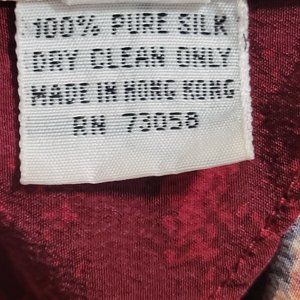 100% PURE SILK
DRY CLEAN ONLY
MADE IN HONG KONG
RN 73058